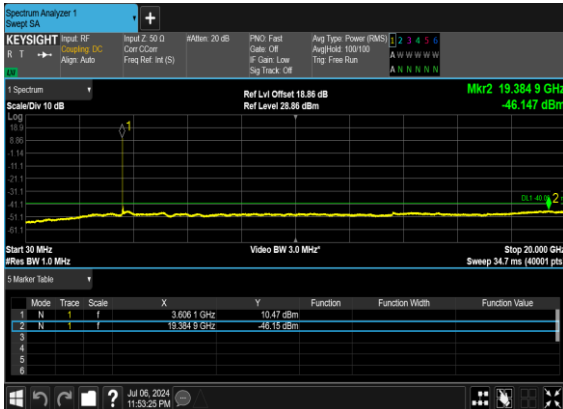 Spectrum Analyzer 1
Swept SA
+
KEYSIGHT
R T
LXI
Input: RF
Coupling: DC
Align: Auto
Input Z: 50 Ω
Corr CCorr
Freq Ref: Int (S)
#Atten: 20 dB
PNO: Fast
Gate: Off
IF Gain: Low
Sig Track: Off
Avg Type: Power (RMS)
Avg|Hold: 100/100
Trig: Free Run
1 2 3 4 5 6
A W W W W W
A N N N N N
1 Spectrum
Scale/Div 10 dB
Ref Lvl Offset 18.86 dB
Ref Level 28.86 dBm
Mkr2 19.384 9 GHz
-46.147 dBm
Log
18.9
8.86
-1.14
-11.1
-21.1
-31.1
-41.1
-51.1
-61.1
1
2
Start 30 MHz
#Res BW 1.0 MHz
Video BW 3.0 MHz*
Stop 20.000 GHz
Sweep 34.7 ms (40001 pts
5 Marker Table
Mode Trace Scale X Y Function Function Width Function Value
1 N 1 f 3.606 1 GHz 10.47 dBm
2 N 1 f 19.384 9 GHz -46.15 dBm
3
4
5
6
?
Jul 06, 2024
11:53:25 PM